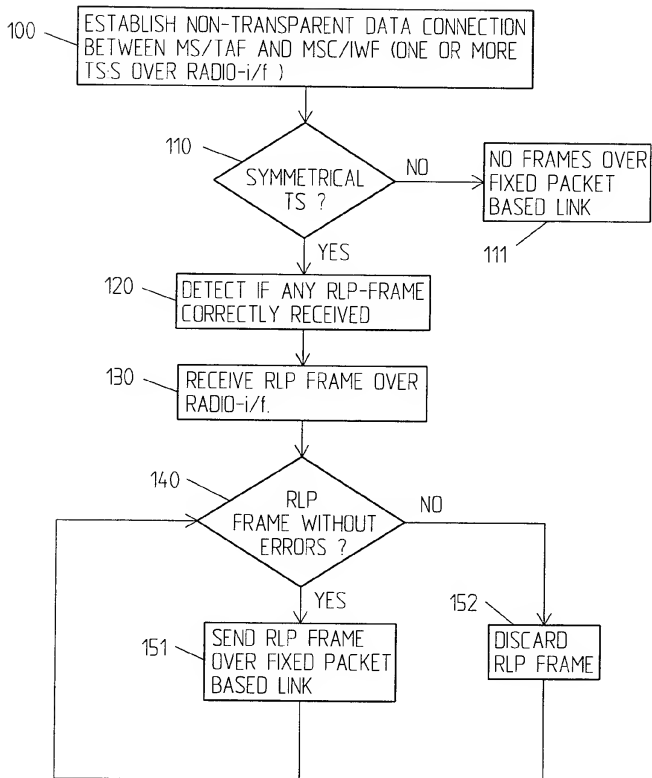 100
ESTABLISH NON-TRANSPARENT DATA CONNECTION
BETWEEN MS/TAF AND MSC/IWF (ONE OR MORE
TS:S OVER RADIO-i/f )
110
SYMMETRICAL
TS ?
NO
NO FRAMES OVER
FIXED PACKET
BASED LINK
111
YES
120
DETECT IF ANY RLP-FRAME
CORRECTLY RECEIVED
130
RECEIVE RLP FRAME OVER
RADIO-i/f.
140
RLP
FRAME WITHOUT
ERRORS ?
NO
YES
151
SEND RLP FRAME
OVER FIXED PACKET
BASED LINK
152
DISCARD
RLP FRAME